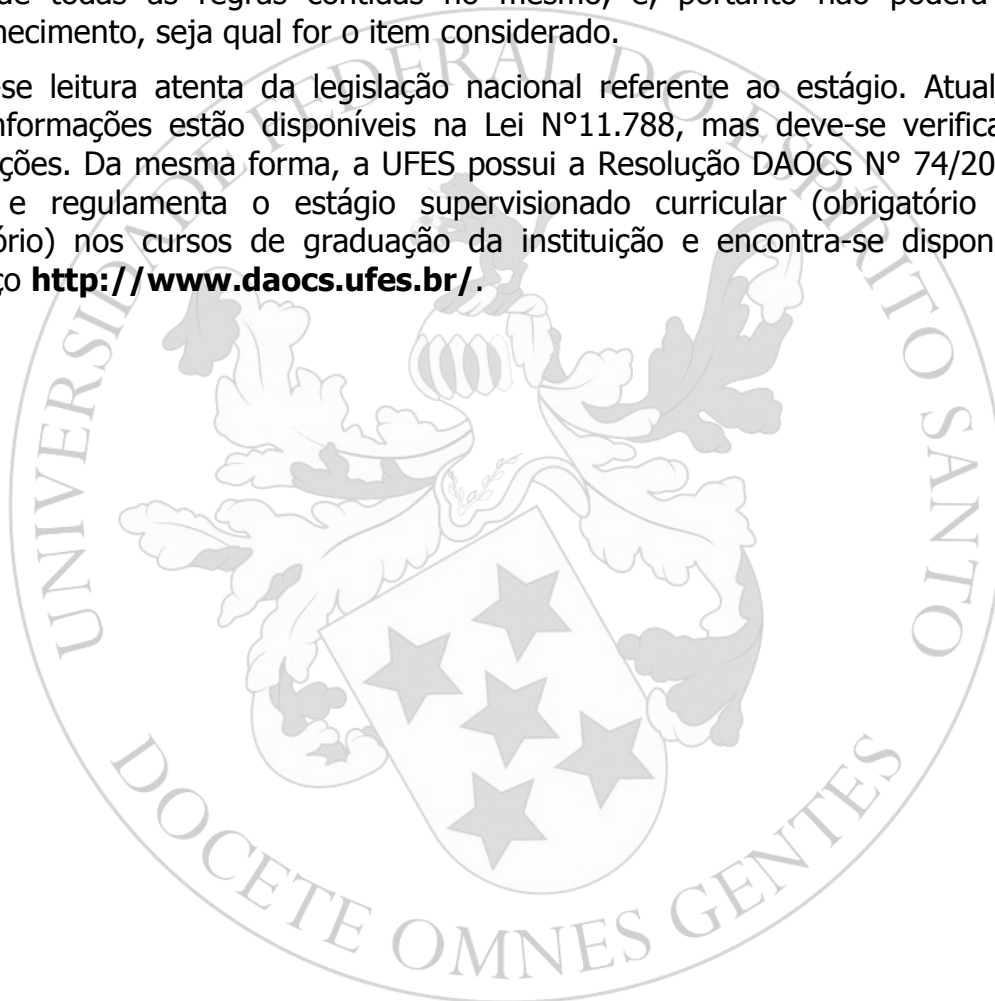 de todas as regras contidas no mesmo, e, portanto não poderá
hecimento, seja qual for o item considerado.
se leitura atenta da legislação nacional referente ao estágio. Atual
nformações estão disponíveis na Lei N°11.788, mas deve-se verifica
ções. Da mesma forma, a UFES possui a Resolução DAOCS N° 74/20
e regulamenta o estágio supervisionado curricular (obrigatório
ório) nos cursos de graduação da instituição e encontra-se dispon
ço http://www.daocs.ufes.br/.
UNIVERSIDADE FEDERAL DO ESPIRITO SANTO
DOCETE OMNES GENTES